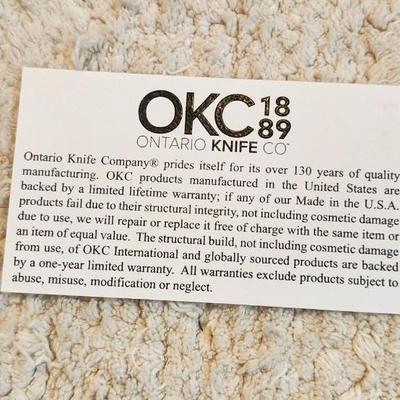 OKC 18
89
ONTARIO KNIFE CO™
Ontario Knife Company® prides itself for its over 130 years of quality
manufacturing. OKC products manufactured in the United States are
backed by a limited lifetime warranty; if any of our Made in the U.S.A.
products fail due to their structural integrity, not including cosmetic damage
due to use, we will repair or replace it free of charge with the same item or
an item of equal value. The structural build, not including cosmetic damage
from use, of OKC International and globally sourced products are backed
by a one-year limited warranty. All warranties exclude products subject to
abuse, misuse, modification or neglect.